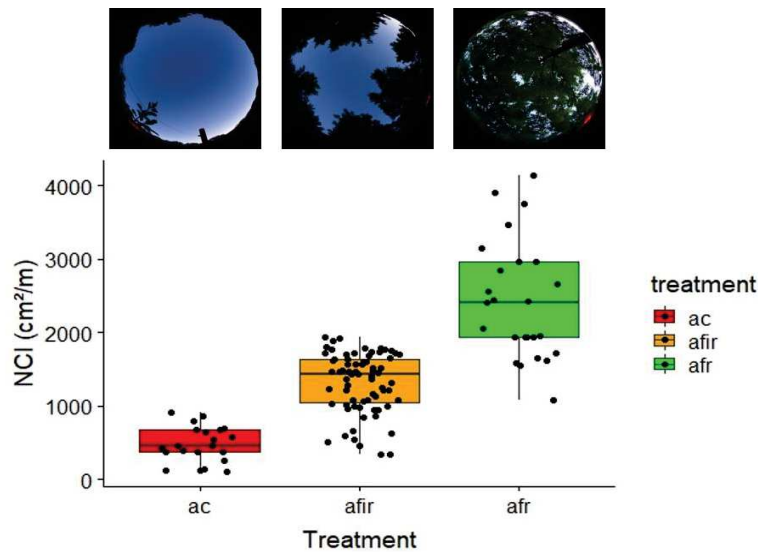 4000
3000
2000
1000
0
NCI (cm²/m)
ac
afir
afr
Treatment
treatment
ac
afir
afr